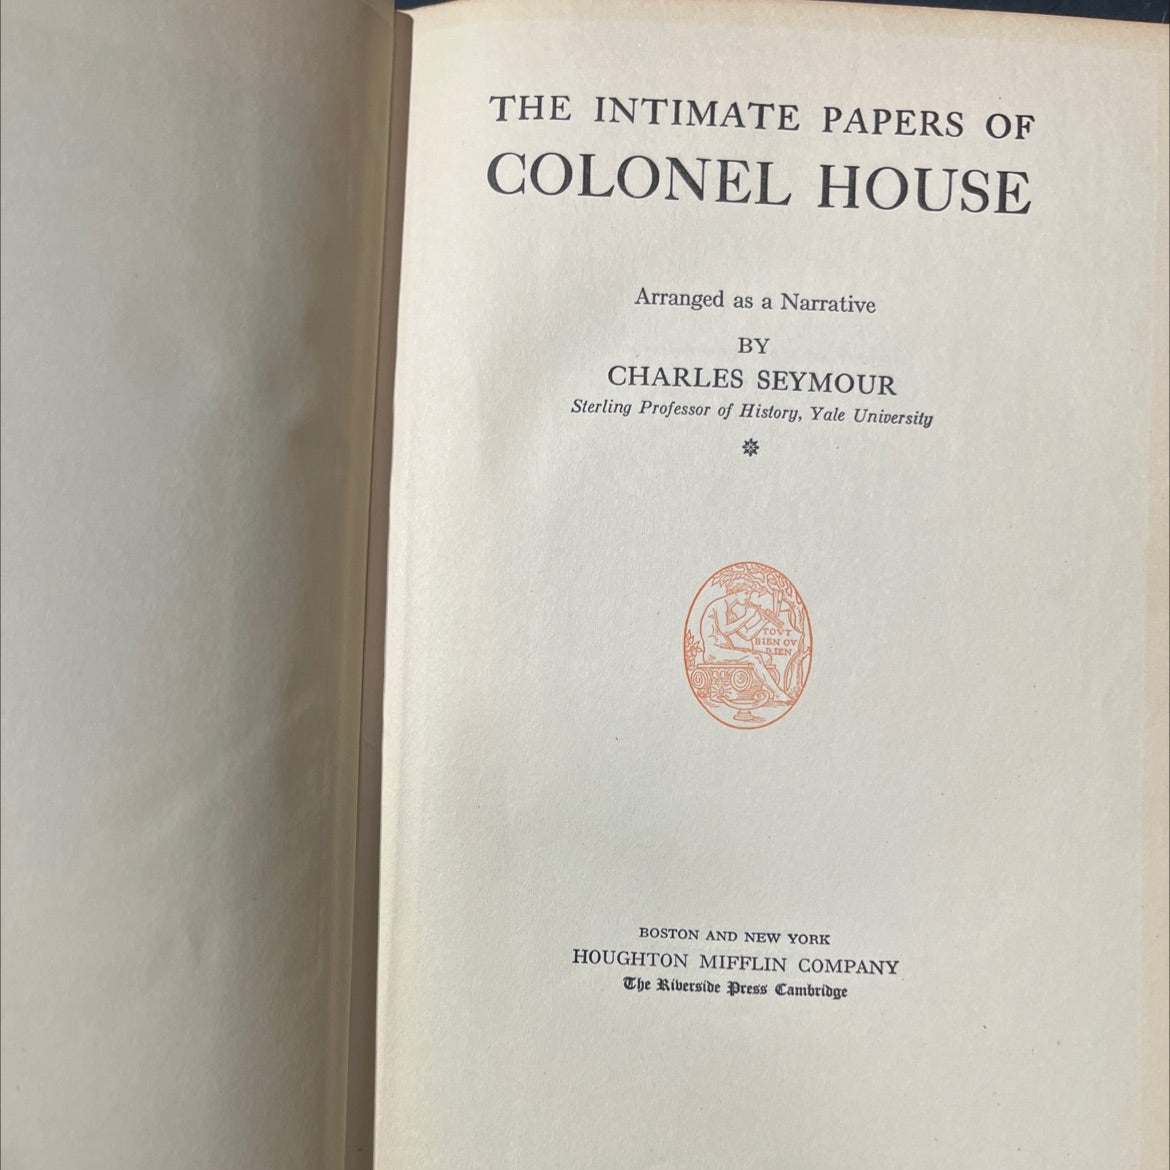 THE INTIMATE PAPERS OF
COLONEL HOUSE
Arranged as a Narrative
BY
CHARLES SEYMOUR
Sterling Professor of History, Yale University
TOVT
BIEN OV
RIEN
BOSTON AND NEW YORK
HOUGHTON MIFFLIN COMPANY
The Riverside Press Cambridge